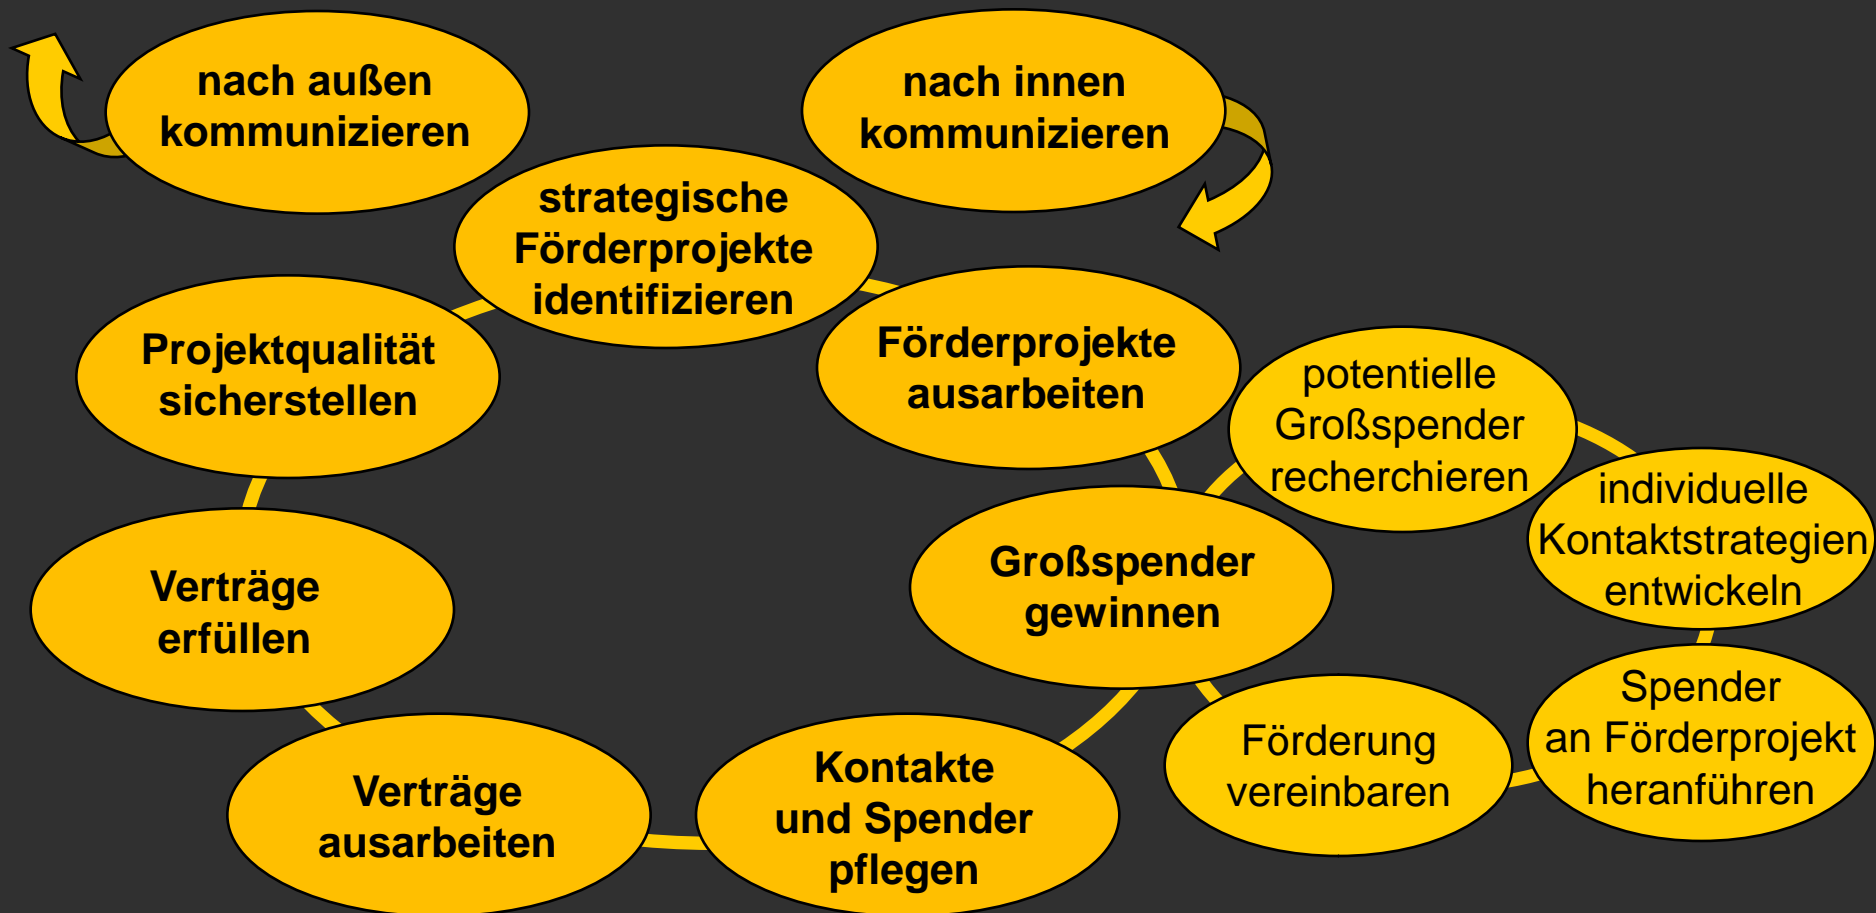 nach außen
kommunizieren
nach innen
kommunizieren
strategische
Förderprojekte
identifizieren
Förderprojekte
ausarbeiten
potentielle
Großspender
recherchieren
individuelle
Kontaktstrategien
entwickeln
Spender
an Förderprojekt
heranführen
Förderung
vereinbaren
Großspender
gewinnen
Kontakte
und Spender
pflegen
Verträge
ausarbeiten
Verträge
erfüllen
Projektqualität
sicherstellen